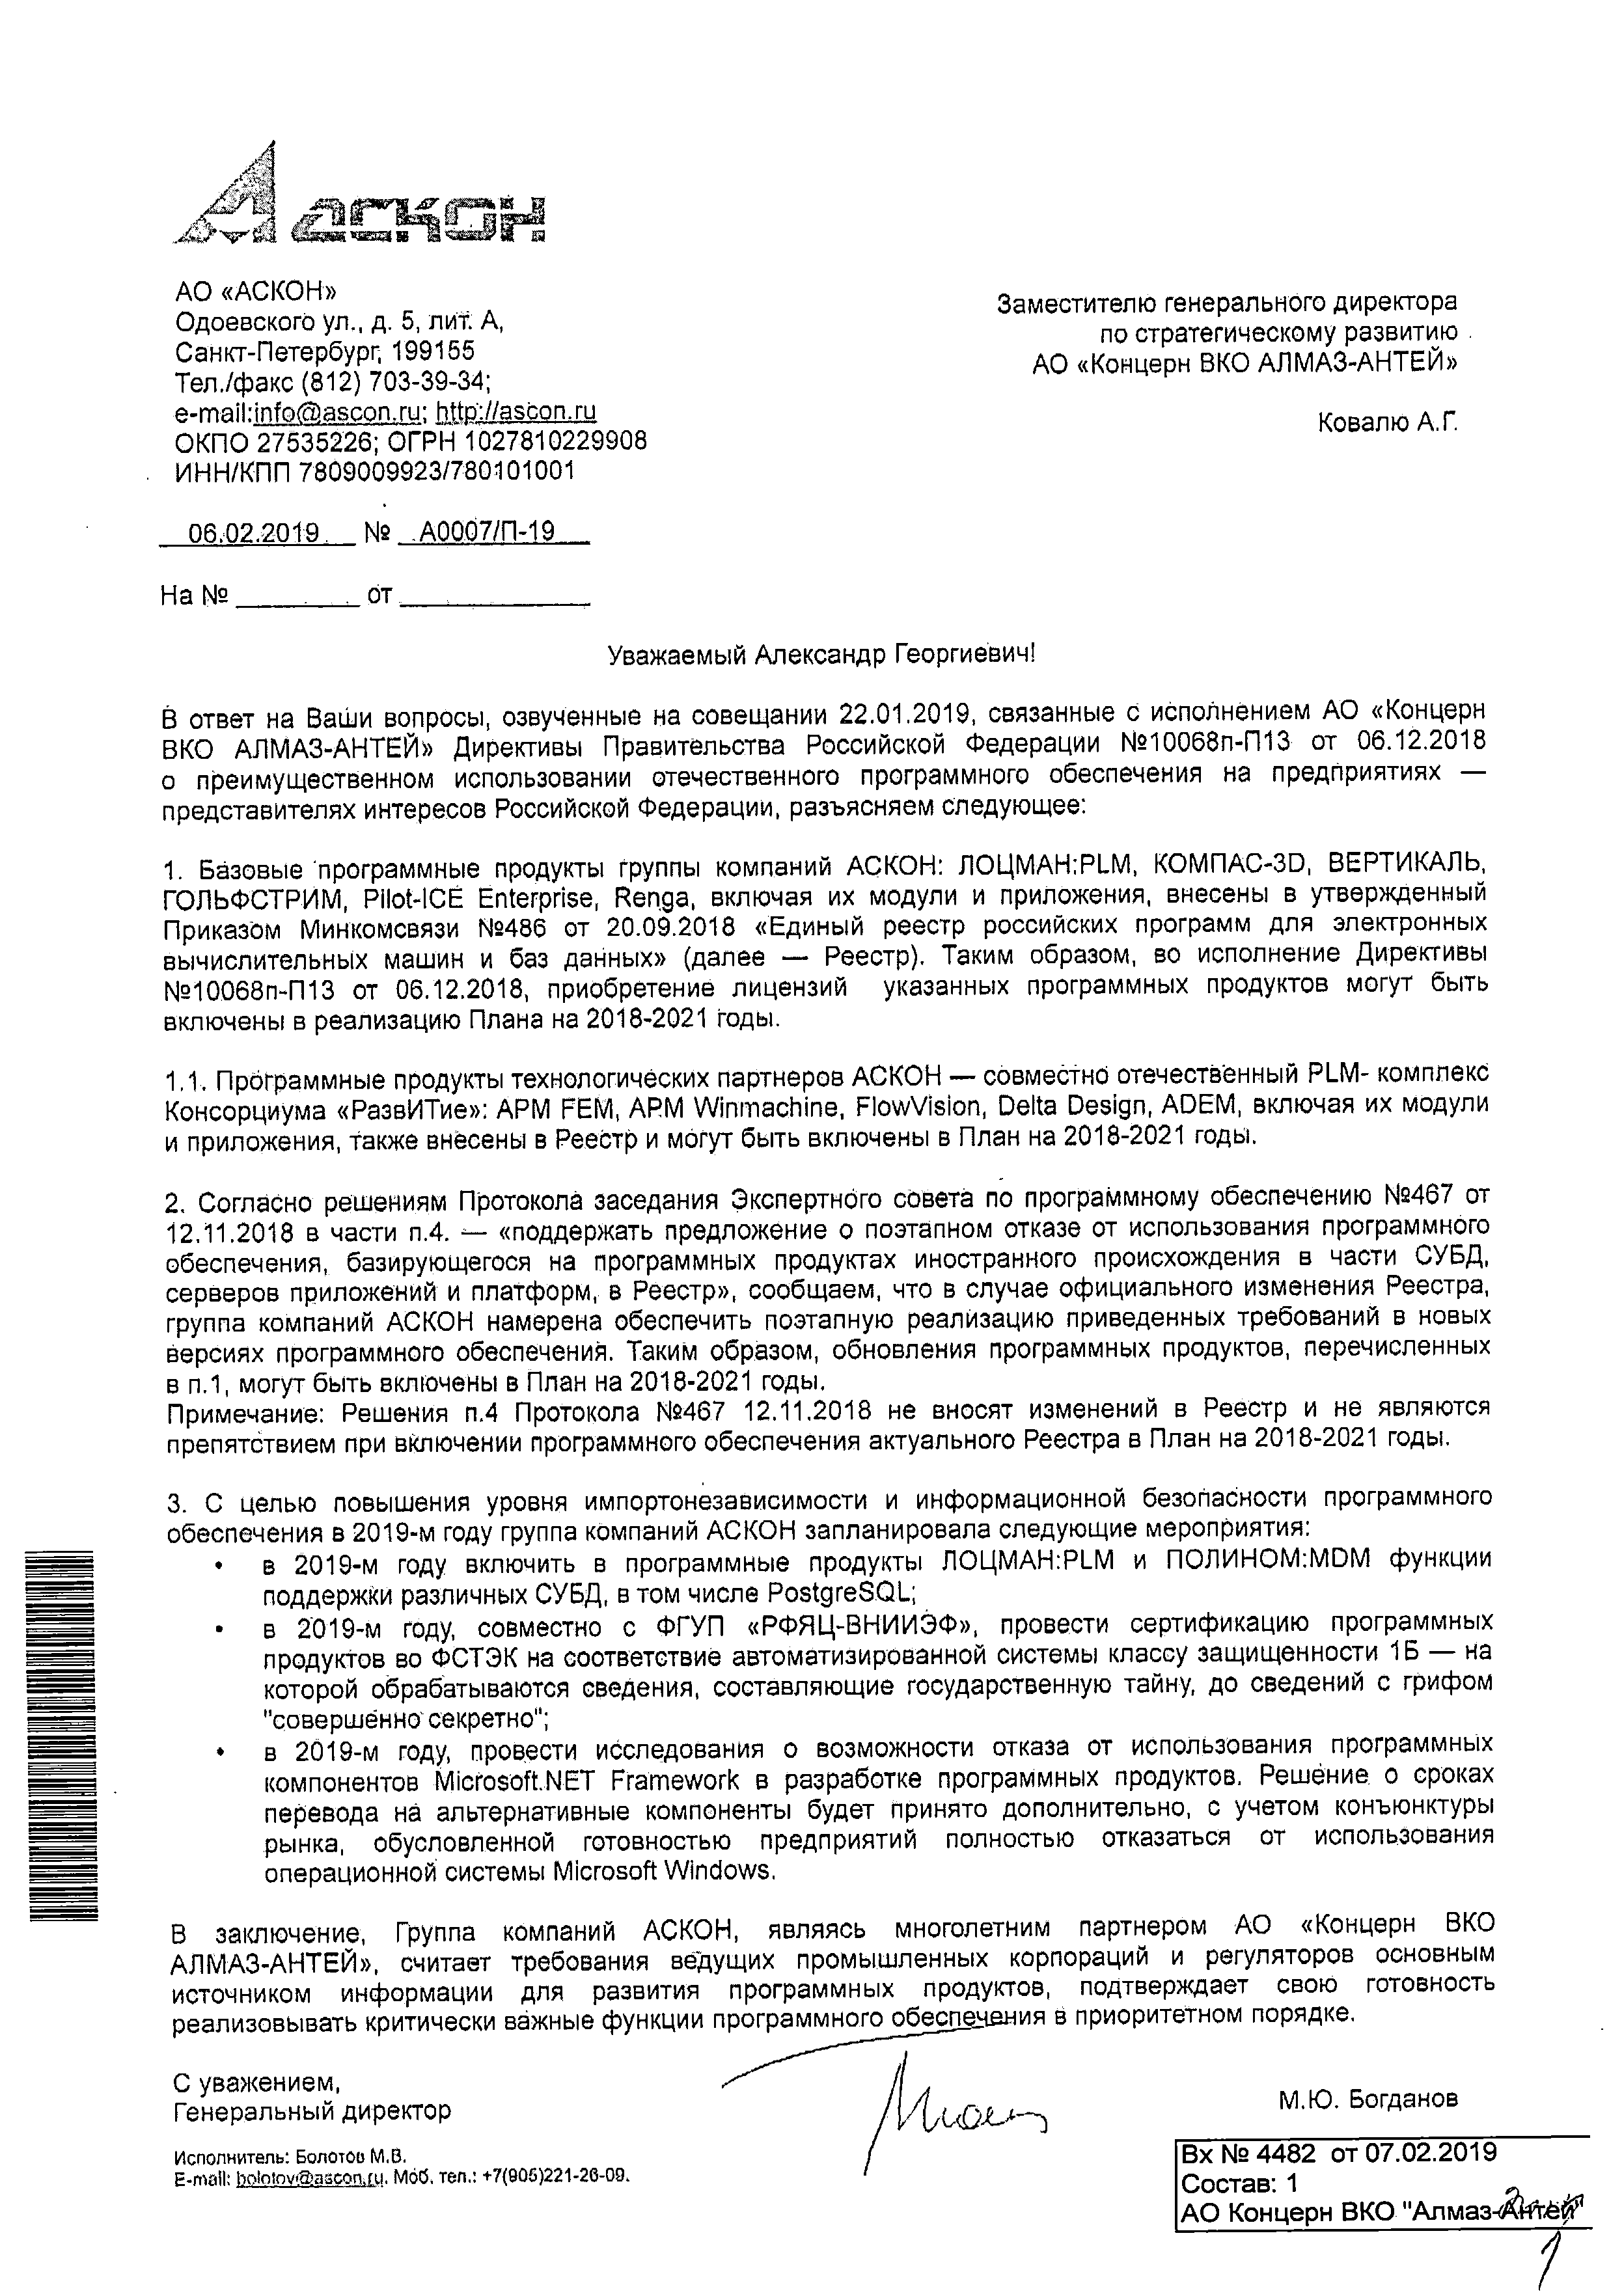 АСКОН
АО «АСКОН»
Одоевского ул., д. 5, лит. А,
Санкт-Петербург, 199155
Тел./факс (812) 703-39-34;
e-mail:info@ascon.ru; http://ascon.ru
ОКПО 27535226; ОГРН 1027810229908
ИНН/КПП 7809009923/780101001
Заместителю генерального директора
по стратегическому развитию
АО «Концерн ВКО АЛМАЗ-АНТЕЙ»
Ковалю А.Г.
06.02.2019 № А0007/П-19
На № ________ от ____________
Уважаемый Александр Георгиевич!
В ответ на Ваши вопросы, озвученные на совещании 22.01.2019, связанные с исполнением АО «Концерн
ВКО АЛМАЗ-АНТЕЙ» Директивы Правительства Российской Федерации №10068п-П13 от 06.12.2018
о преимущественном использовании отечественного программного обеспечения на предприятиях —
представителях интересов Российской Федерации, разъясняем следующее:
1. Базовые программные продукты группы компаний АСКОН: ЛОЦМАН:PLM, КОМПАС-3D, ВЕРТИКАЛЬ,
ГОЛЬФСТРИМ, Pilot-ICE Enterprise, Renga, включая их модули и приложения, внесены в утвержденный
Приказом Минкомсвязи №486 от 20.09.2018 «Единый реестр российских программ для электронных
вычислительных машин и баз данных» (далее — Реестр). Таким образом, во исполнение Директивы
№10068п-П13 от 06.12.2018, приобретение лицензий указанных программных продуктов могут быть
включены в реализацию Плана на 2018-2021 годы.
1.1. Программные продукты технологических партнеров АСКОН — совместно отечественный PLM- комплекс
Консорциума «РазвИТие»: APM FEM, APM Winmachine, FlowVision, Delta Design, ADEM, включая их модули
и приложения, также внесены в Реестр и могут быть включены в План на 2018-2021 годы.
2. Согласно решениям Протокола заседания Экспертного совета по программному обеспечению №467 от
12.11.2018 в части п.4. — «поддержать предложение о поэтапном отказе от использования программного
обеспечения, базирующегося на программных продуктах иностранного происхождения в части СУБД,
серверов приложений и платформ, в Реестр», сообщаем, что в случае официального изменения Реестра,
группа компаний АСКОН намерена обеспечить поэтапную реализацию приведенных требований в новых
версиях программного обеспечения. Таким образом, обновления программных продуктов, перечисленных
в п.1, могут быть включены в План на 2018-2021 годы.
Примечание: Решения п.4 Протокола №467 12.11.2018 не вносят изменений в Реестр и не являются
препятствием при включении программного обеспечения актуального Реестра в План на 2018-2021 годы.
3. С целью повышения уровня импортонезависимости и информационной безопасности программного
обеспечения в 2019-м году группа компаний АСКОН запланировала следующие мероприятия:
• в 2019-м году включить в программные продукты ЛОЦМАН:PLM и ПОЛИНОМ:MDM функции
поддержки различных СУБД, в том числе PostgreSQL;
• в 2019-м году, совместно с ФГУП «РФЯЦ-ВНИИЭФ», провести сертификацию программных
продуктов во ФСТЭК на соответствие автоматизированной системы классу защищенности 1Б — на
которой обрабатываются сведения, составляющие государственную тайну, до сведений с грифом
"совершенно секретно";
• в 2019-м году, провести исследования о возможности отказа от использования программных
компонентов Microsoft.NET Framework в разработке программных продуктов. Решение о сроках
перевода на альтернативные компоненты будет принято дополнительно, с учетом конъюнктуры
рынка, обусловленной готовностью предприятий полностью отказаться от использования
операционной системы Microsoft Windows.
В заключение, Группа компаний АСКОН, являясь многолетним партнером АО «Концерн ВКО
АЛМАЗ-АНТЕЙ», считает требования ведущих промышленных корпораций и регуляторов основным
источником информации для развития программных продуктов, подтверждает свою готовность
реализовывать критически важные функции программного обеспечения в приоритетном порядке.
С уважением,
Генеральный директор
М.Ю. Богданов
Исполнитель: Болотов М.В.
E-mail: bolotov@ascon.ru. Моб. тел.: +7(905)221-26-09.
Вх № 4482 от 07.02.2019
Состав: 1
АО Концерн ВКО "Алмаз-Антей"